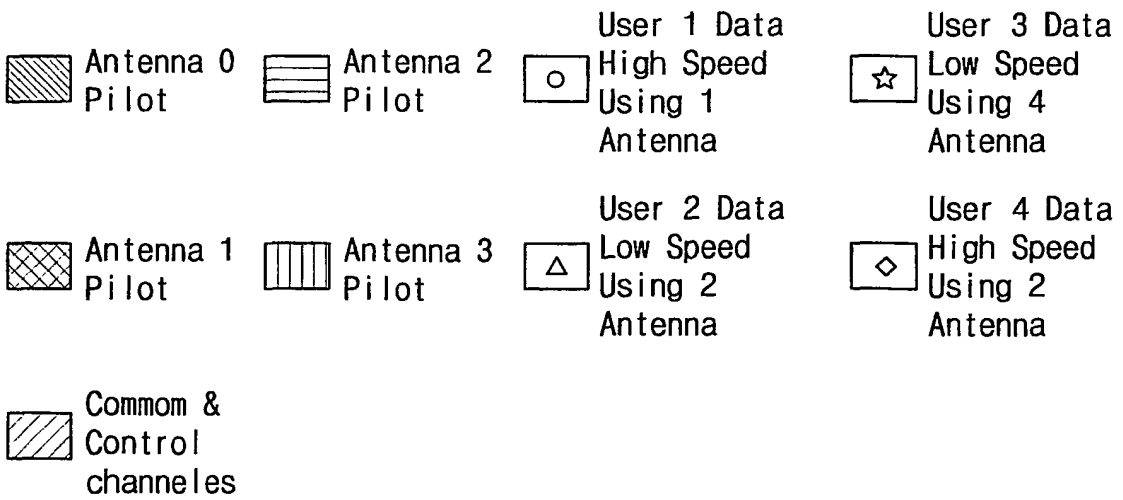 Antenna 0
Pilot
Antenna 2
Pilot
User 1 Data
High Speed
Using 1
Antenna
User 3 Data
Low Speed
Using 4
Antenna
Antenna 1
Pilot
Antenna 3
Pilot
User 2 Data
Low Speed
Using 2
Antenna
User 4 Data
High Speed
Using 2
Antenna
Commom &
Control
channeles